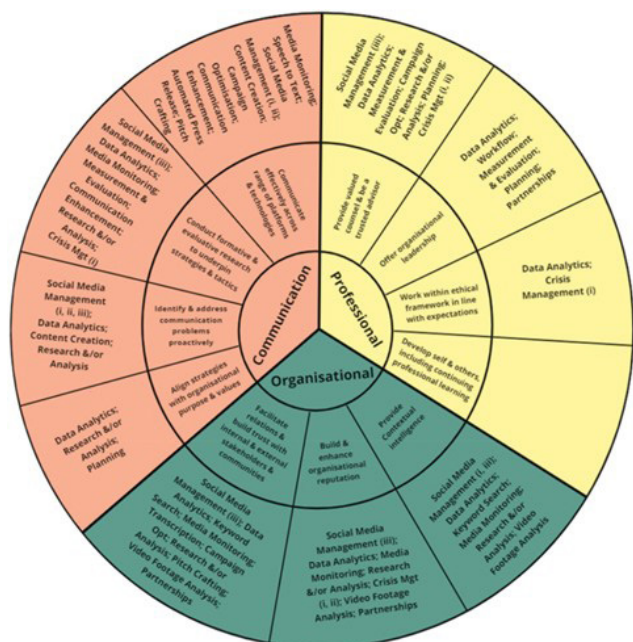 Media Monitoring;
Speech to Text;
Social Media
Management (i, ii);
Content Creation;
Campaign
Optimisation;
Communication
Enhancement;
Automated Press
Release; Pitch
Crafting
Social Media
Management (iii);
Data Analytics;
Measurement &
Evaluation; Campaign
Opt; Research &/or
Analysis; Planning;
Crisis Mgt (i, ii)
Data Analytics;
Workflow;
Measurement
& Evaluation;
Planning;
Partnerships
Data Analytics;
Crisis
Management (i)
Social Media
Management (iii);
Data Analytics;
Media Monitoring;
Measurement &
Evaluation;
Communication
Enhancement;
Research &/or
Analysis;
Crisis Mgt (i)
Social Media
Management
(i, ii, iii);
Data Analytics;
Content Creation;
Research &/or
Analysis
Data Analytics;
Research &/or
Analysis;
Planning
Communicate
effectively across
range of platforms
& technologies
Conduct formative &
evaluative research
to underpin
strategies & tactics
Identify & address
communication
problems
proactively
Align strategies
with organisational
purpose & values
Communication
Provide valued
counsel & be a
trusted advisor
Offer organisational
leadership
Work within ethical
framework in line
with expectations
Develop self & others,
including continuing
professional learning
Professional
Organisational
Facilitate
relations &
build trust with
internal & external
stakeholders &
communities
Build &
enhance
organisational
reputation
Provide
Contextual
intelligence
Social Media
Management (iii); Data
Analytics; Keyword
Search; Media Monitoring;
Transcription; Campaign
Opt; Research &/or
Analysis; Pitch Crafting;
Video Footage Analysis;
Partnerships
Social Media
Management (iii);
Data Analytics; Media
Monitoring; Research
&/or Analysis; Crisis Mgt
(i, ii); Video Footage
Analysis; Partnerships
Social Media
Management (i, iii);
Data Analytics;
Keyword Search;
Media Monitoring;
Research &/or
Analysis; Video
Footage Analysis